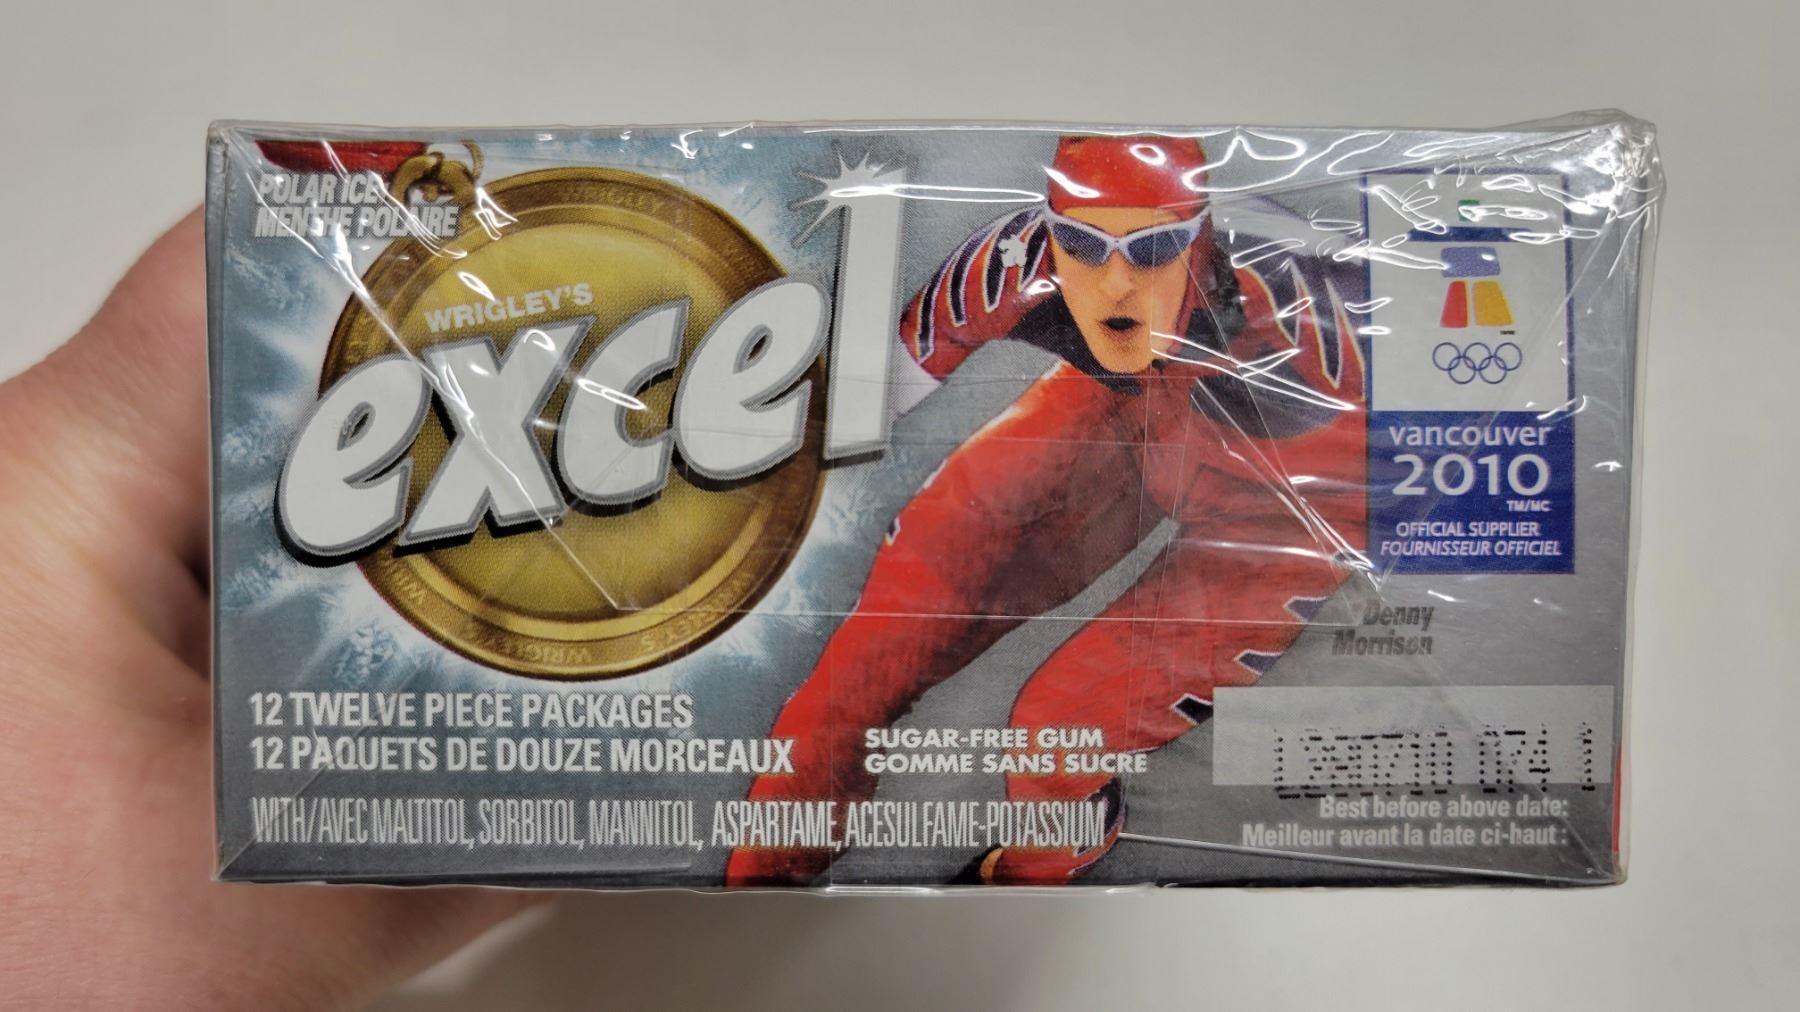 POLAR ICE
MENTHE POLAIRE
WRIGLEY'S
excel
vancouver
2010
TM/MC
OFFICIAL SUPPLIER
FOURNISSEUR OFFICIEL
Denny
Morrison
12 TWELVE PIECE PACKAGES
12 PAQUETS DE DOUZE MORCEAUX
SUGAR-FREE GUM
GOMME SANS SUCRE
WITH/AVEC MALTITOL, SORBITOL, MANNITOL, ASPARTAME, ACESULFAME-POTASSIUM
Best before above date:
Meilleur avant la date ci-haut :